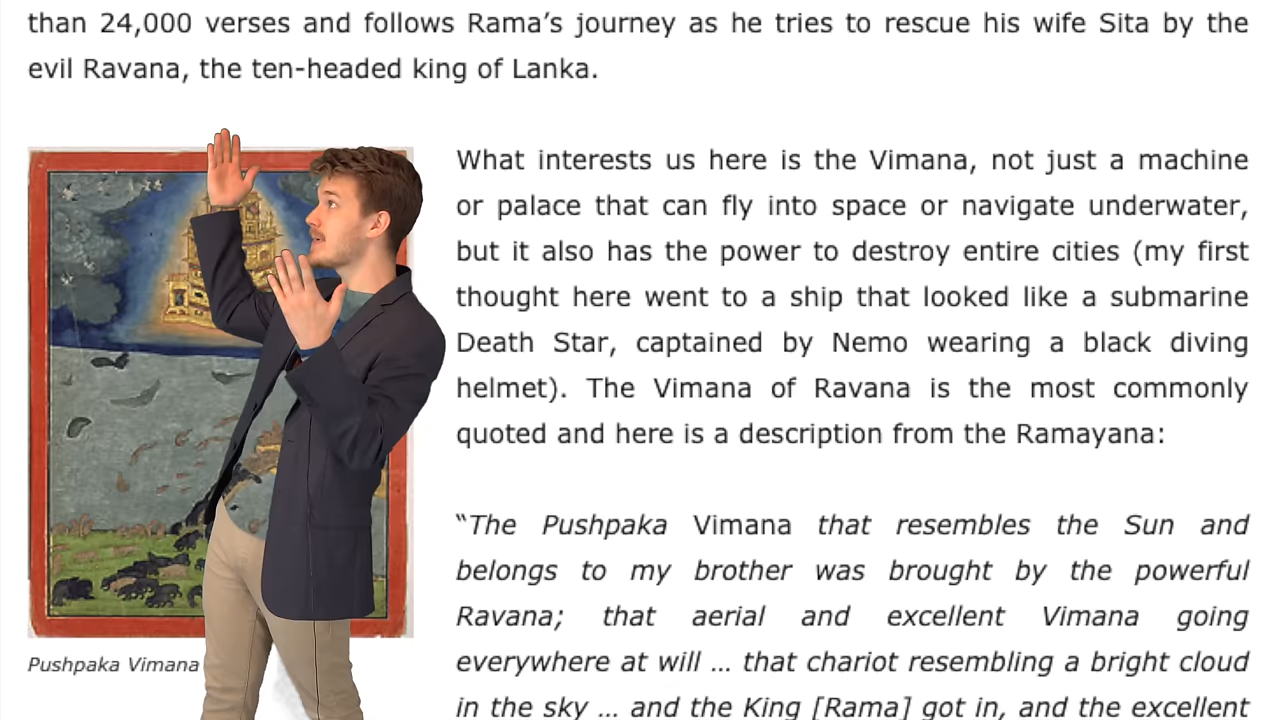 than 24,000 verses and follows Rama’s journey as he tries to rescue his wife Sita by the
evil Ravana, the ten-headed king of Lanka.
What interests us here is the Vimana, not just a machine
or palace that can fly into space or navigate underwater,
but it also has the power to destroy entire cities (my first
thought here went to a ship that looked like a submarine
Death Star, captained by Nemo wearing a black diving
helmet). The Vimana of Ravana is the most commonly
quoted and here is a description from the Ramayana:
“The Pushpaka Vimana that resembles the Sun and
belongs to my brother was brought by the powerful
Ravana; that aerial and excellent Vimana going
everywhere at will … that chariot resembling a bright cloud
in the sky … and the King [Rama] got in, and the excellent
Pushpaka Vimana